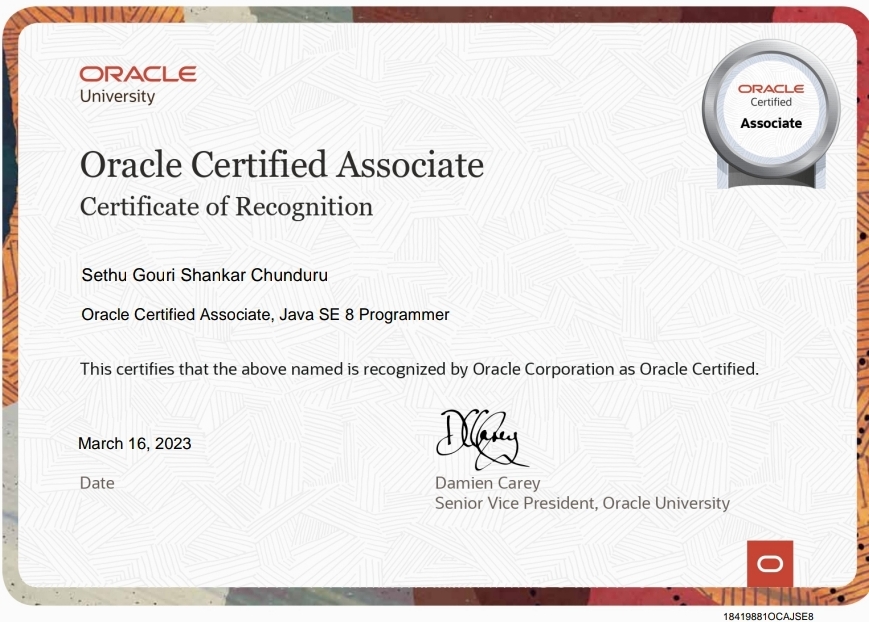 ORACLE
University
ORACLE
Certified
Associate
Oracle Certified Associate
Certificate of Recognition
Sethu Gouri Shankar Chunduru
Oracle Certified Associate, Java SE 8 Programmer
This certifies that the above named is recognized by Oracle Corporation as Oracle Certified.
DCarey
March 16, 2023
Date
Damien Carey
Senior Vice President, Oracle University
18419881OCAJSE8